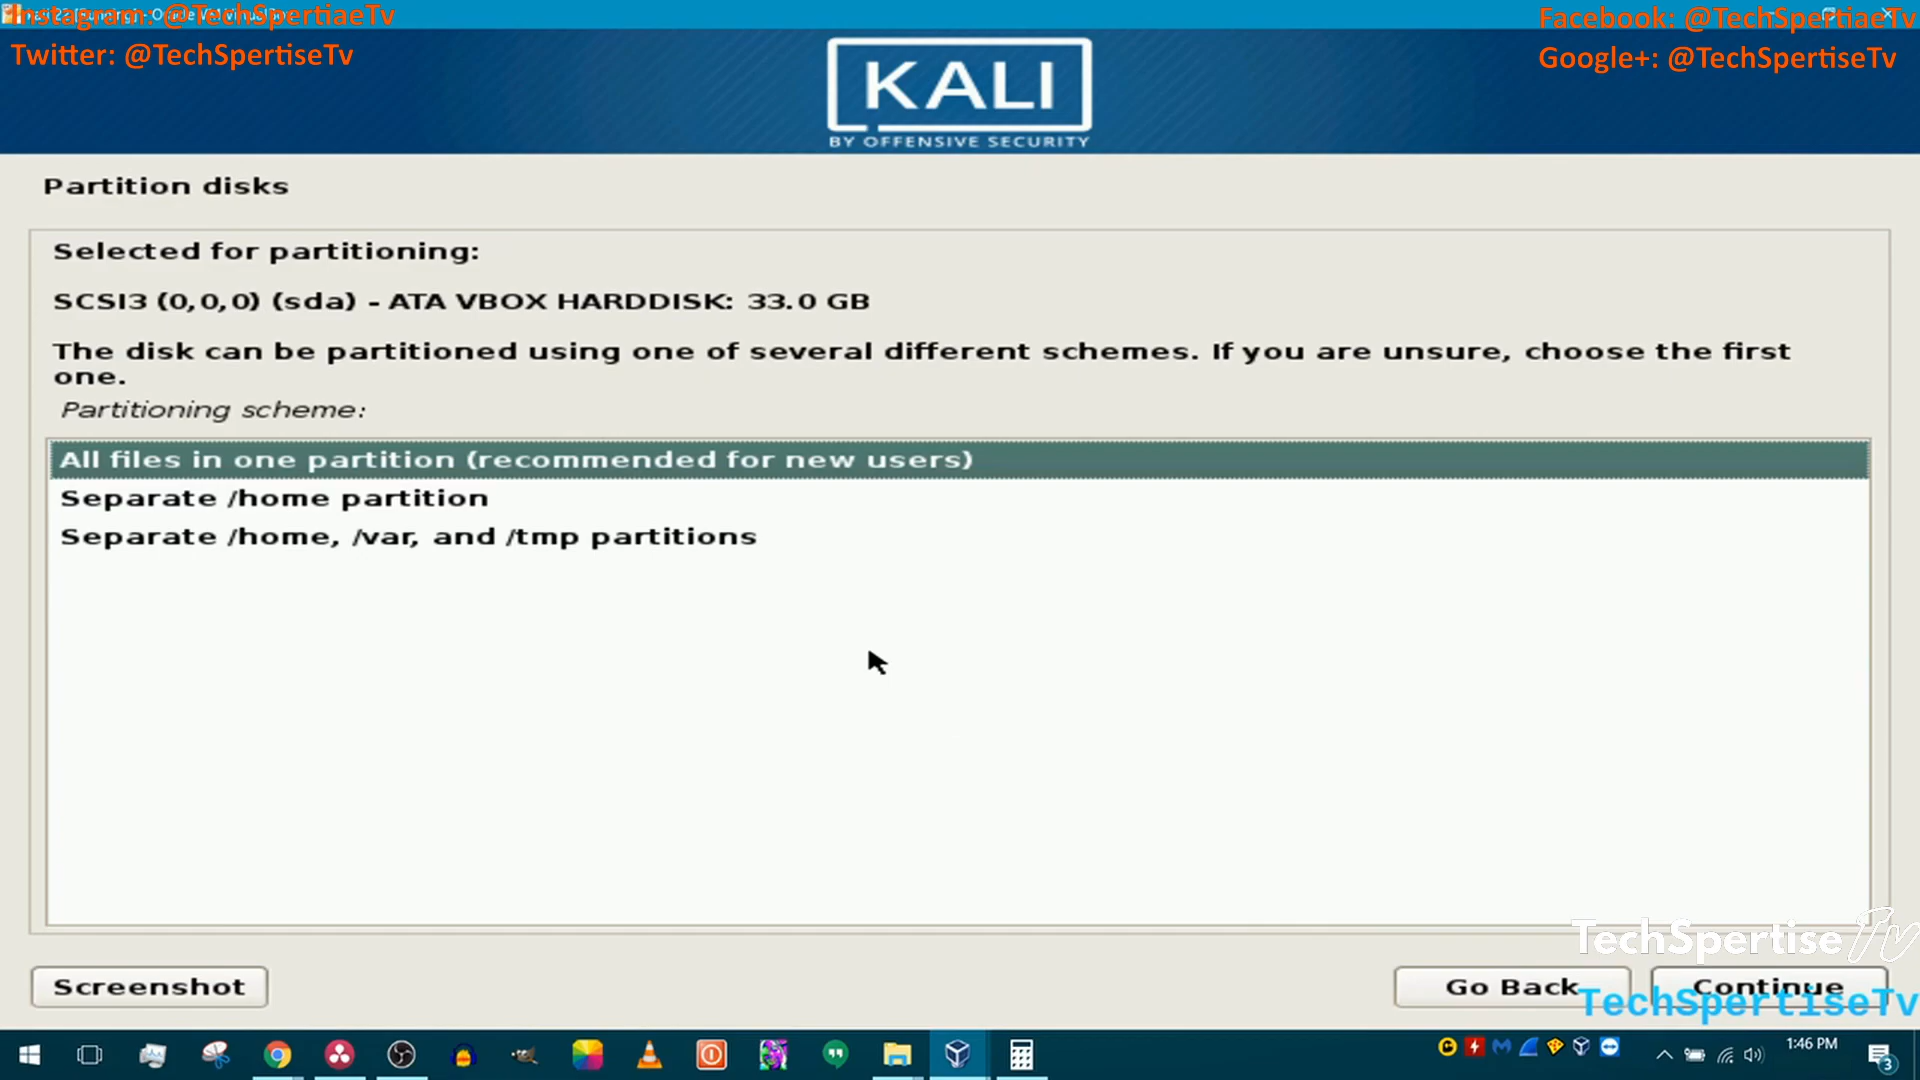 Instagram: @TechSpertiaeTv
Twitter: @TechSpertiseTv
Facebook: @TechSpertiaeTv
Google+: @TechSpertiseTv
KALI
BY OFFENSIVE SECURITY
Partition disks
Selected for partitioning:
SCSI3 (0,0,0) (sda) - ATA VBOX HARDDISK: 33.0 GB
The disk can be partitioned using one of several different schemes. If you are unsure, choose the first
one.
Partitioning scheme:
All files in one partition (recommended for new users)
Separate /home partition
Separate /home, /var, and /tmp partitions
TechSpertise Tv
Screenshot
Go Back
Continue
TechSpertiseTv
1:46 PM
3